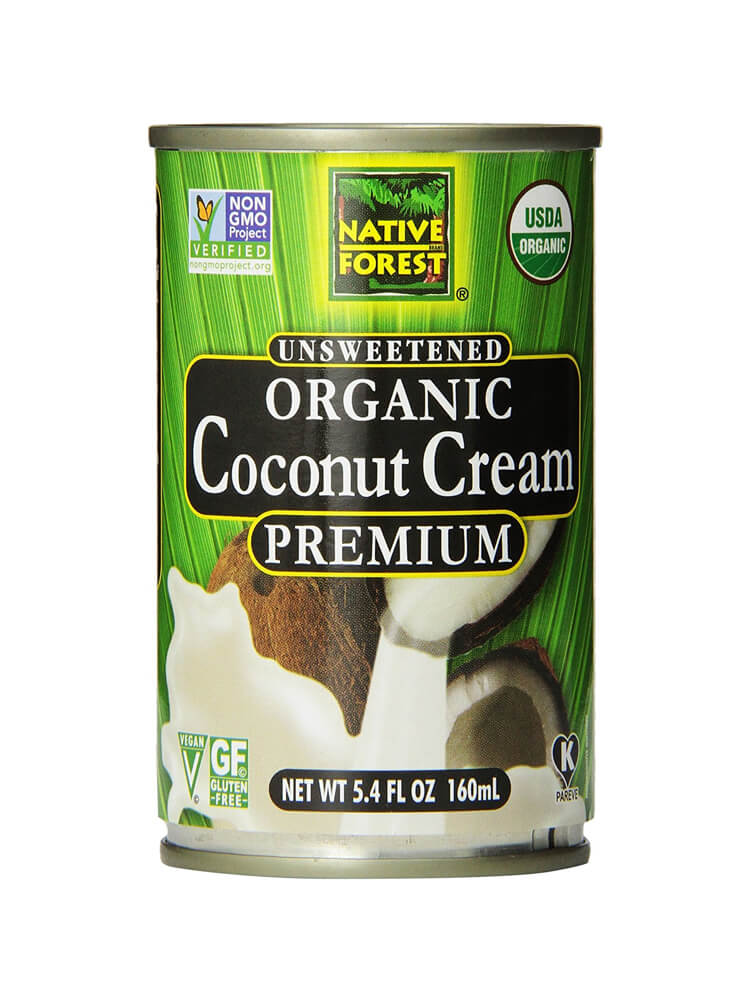 NON
GMO
Project
VERIFIED
nongmoproject.org
NATIVE
BRAND
FOREST®
USDA
ORGANIC
UNSWEETENED
ORGANIC
Coconut Cream
PREMIUM
VEGAN
V
©
GF©
GLUTEN
-FREE-
NET WT 5.4 FL OZ 160mL
K
PAREVE